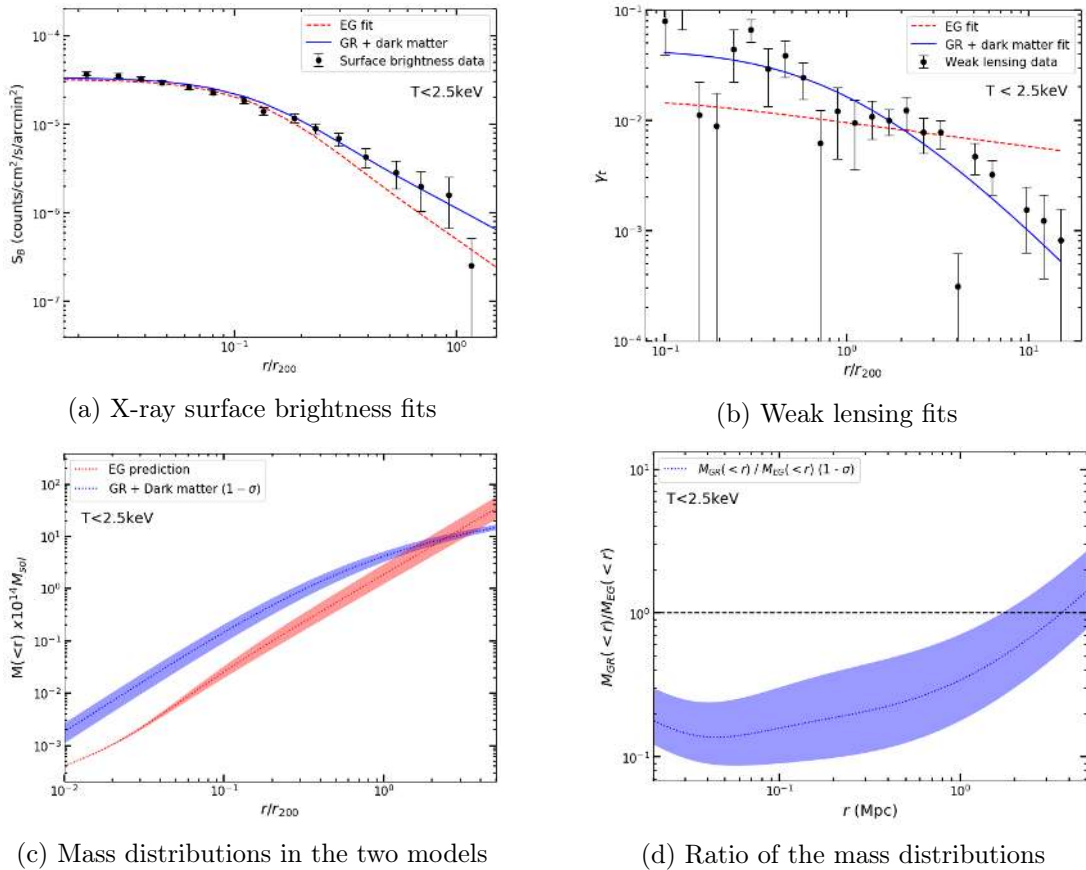 EG fit
GR + dark matter
Surface brightness data
T<2.5keV
10⁻⁴
10⁻⁵
10⁻⁶
10⁻⁷
S_B (counts/cm²/s/arcmin²)
10⁻¹
10⁰
r/r₂₀₀
(a) X-ray surface brightness fits
EG fit
GR + dark matter fit
Weak lensing data
T < 2.5keV
10⁻¹
10⁻²
10⁻³
10⁻⁴
γ_t
10⁻¹
10⁰
10¹
r/r₂₀₀
(b) Weak lensing fits
EG prediction
GR + Dark matter (1 − σ)
T<2.5keV
10²
10¹
10⁰
10⁻¹
10⁻²
10⁻³
M(<r) x10¹⁴M_sol
10⁻²
10⁻¹
10⁰
r/r₂₀₀
(c) Mass distributions in the two models
M_GR(<r) / M_EG(<r) (1 - σ)
T<2.5keV
10¹
10⁰
10⁻¹
M_GR(<r)/M_EG(<r)
10⁻¹
10⁰
r (Mpc)
(d) Ratio of the mass distributions